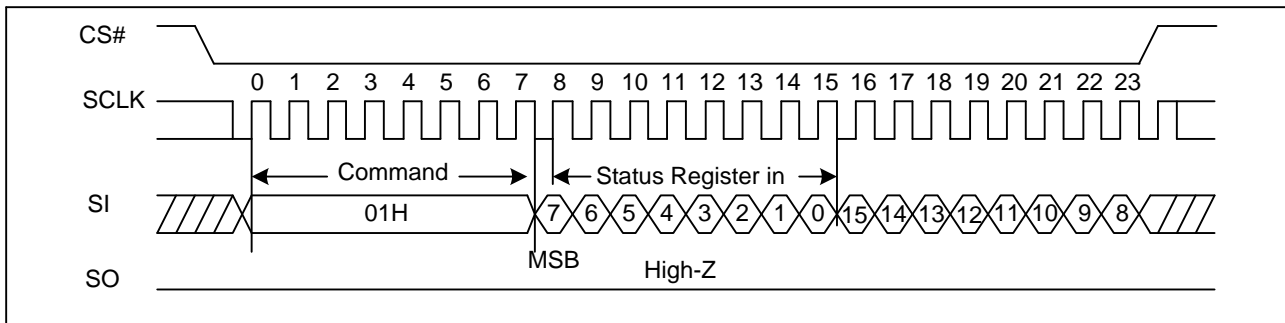 CS#
0 1 2 3 4 5 6 7 8 9 10 11 12 13 14 15 16 17 18 19 20 21 22 23
SCLK
Command Status Register in
SI 01H 7 6 5 4 3 2 1 0 15 14 13 12 11 10 9 8
MSB High-Z
SO